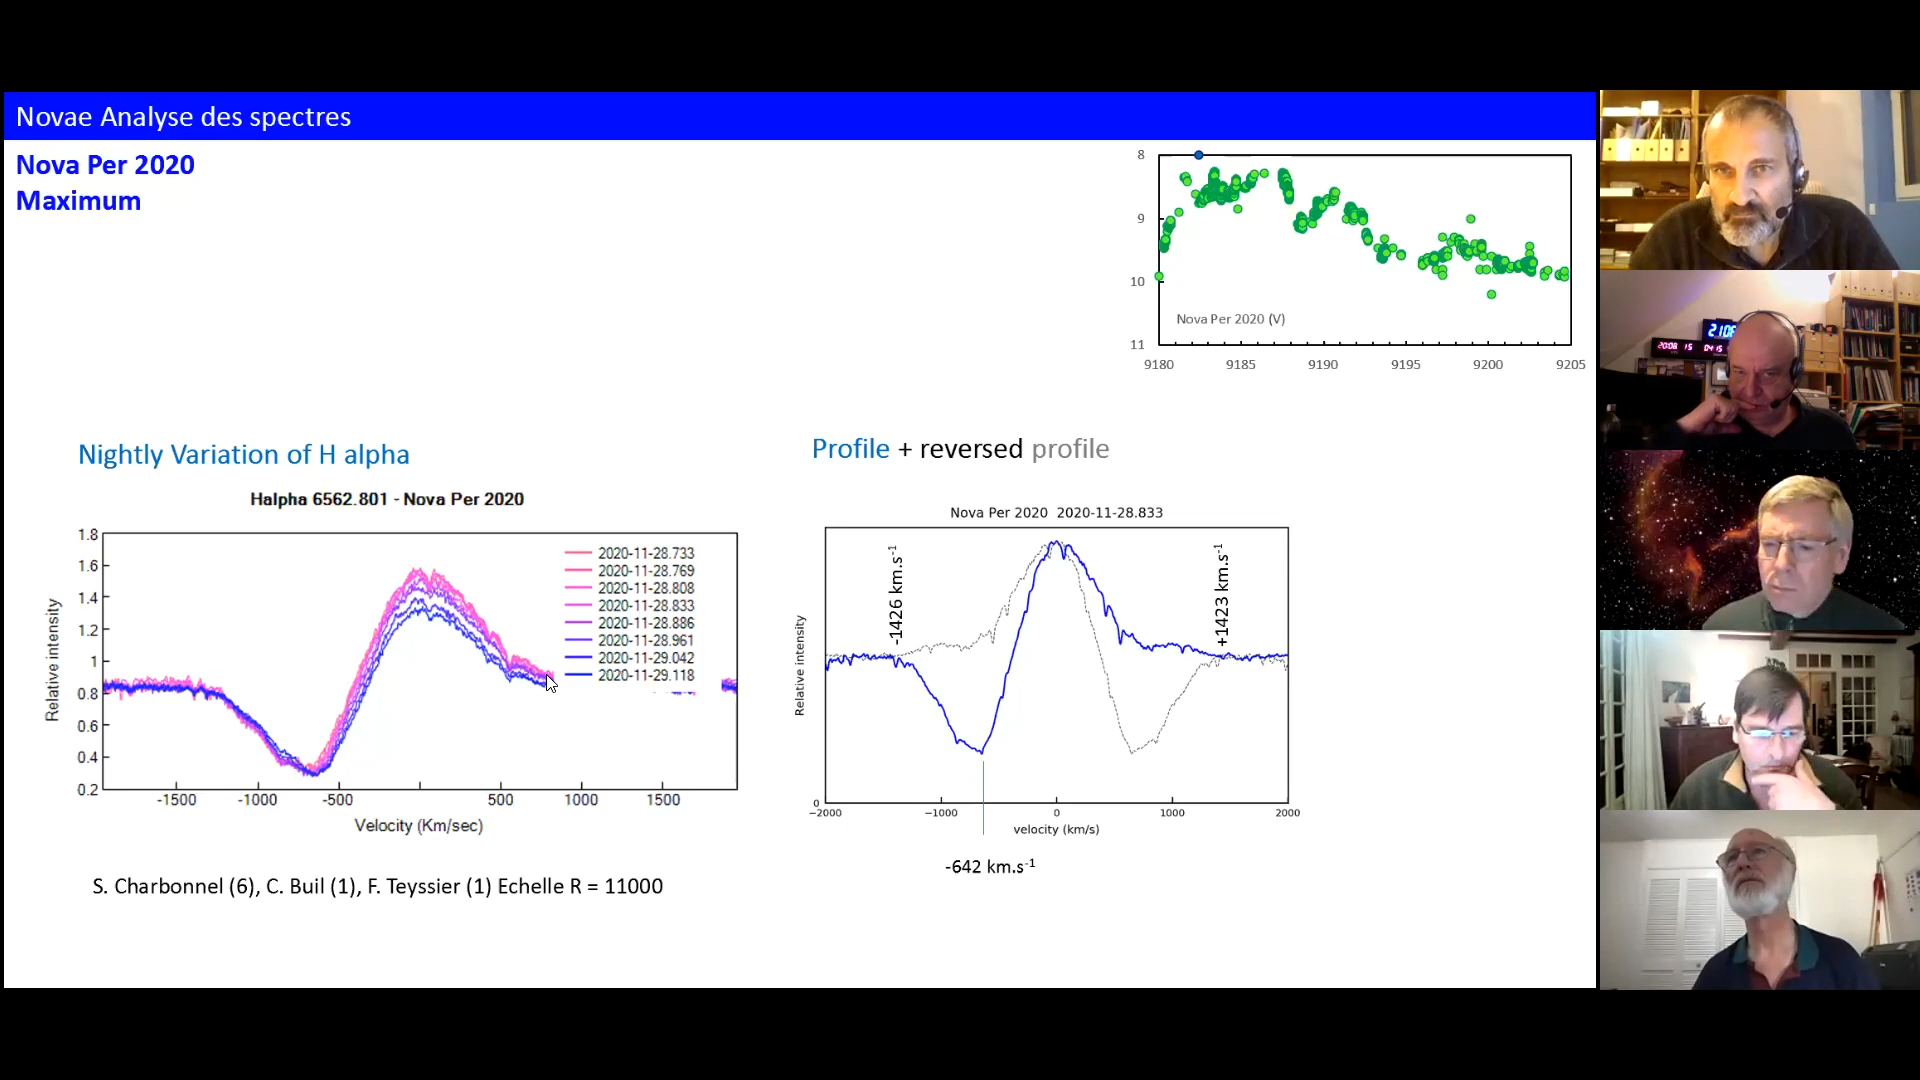 Novae Analyse des spectres
Nova Per 2020
Maximum
8
9
10
11
Nova Per 2020 (V)
9180 9185 9190 9195 9200 9205
Nightly Variation of H alpha
Halpha 6562.801 - Nova Per 2020
1.8
1.6
1.4
1.2
1
0.8
0.6
0.4
0.2
Relative intensity
2020-11-28.733
2020-11-28.769
2020-11-28.808
2020-11-28.833
2020-11-28.886
2020-11-28.961
2020-11-29.042
2020-11-29.118
-1500 -1000 -500 500 1000 1500
Velocity (Km/sec)
S. Charbonnel (6), C. Buil (1), F. Teyssier (1) Echelle R = 11000
Profile + reversed profile
Nova Per 2020 2020-11-28.833
-1426 km.s-1
+1423 km.s-1
Relative intensity
0
−2000 −1000 0 1000 2000
velocity (km/s)
-642 km.s-1